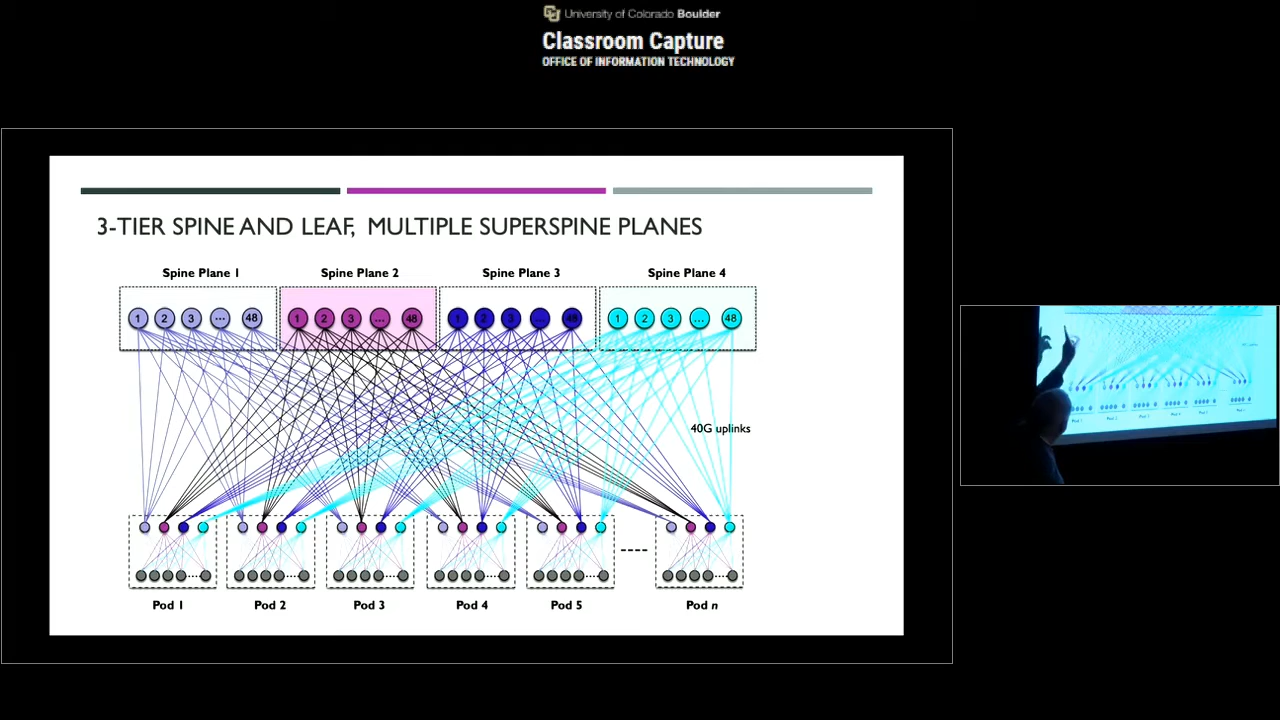 University of Colorado Boulder
Classroom Capture
OFFICE OF INFORMATION TECHNOLOGY
3-TIER SPINE AND LEAF, MULTIPLE SUPERSPINE PLANES
Spine Plane 1 Spine Plane 2 Spine Plane 3 Spine Plane 4
1 2 3 ... 48 1 2 3 ... 48 1 2 3 ... 48 1 2 3 ... 48
40G uplinks
Pod 1 Pod 2 Pod 3 Pod 4 Pod 5 Pod n